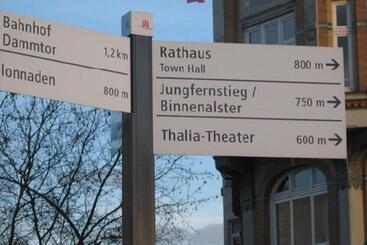 Bahnhof
Dammtor 1,2 km
lonnaden
800 m
Rathaus
Town Hall 800 m
Jungfernstieg /
Binnenalster 750 m
Thalia-Theater 600 m